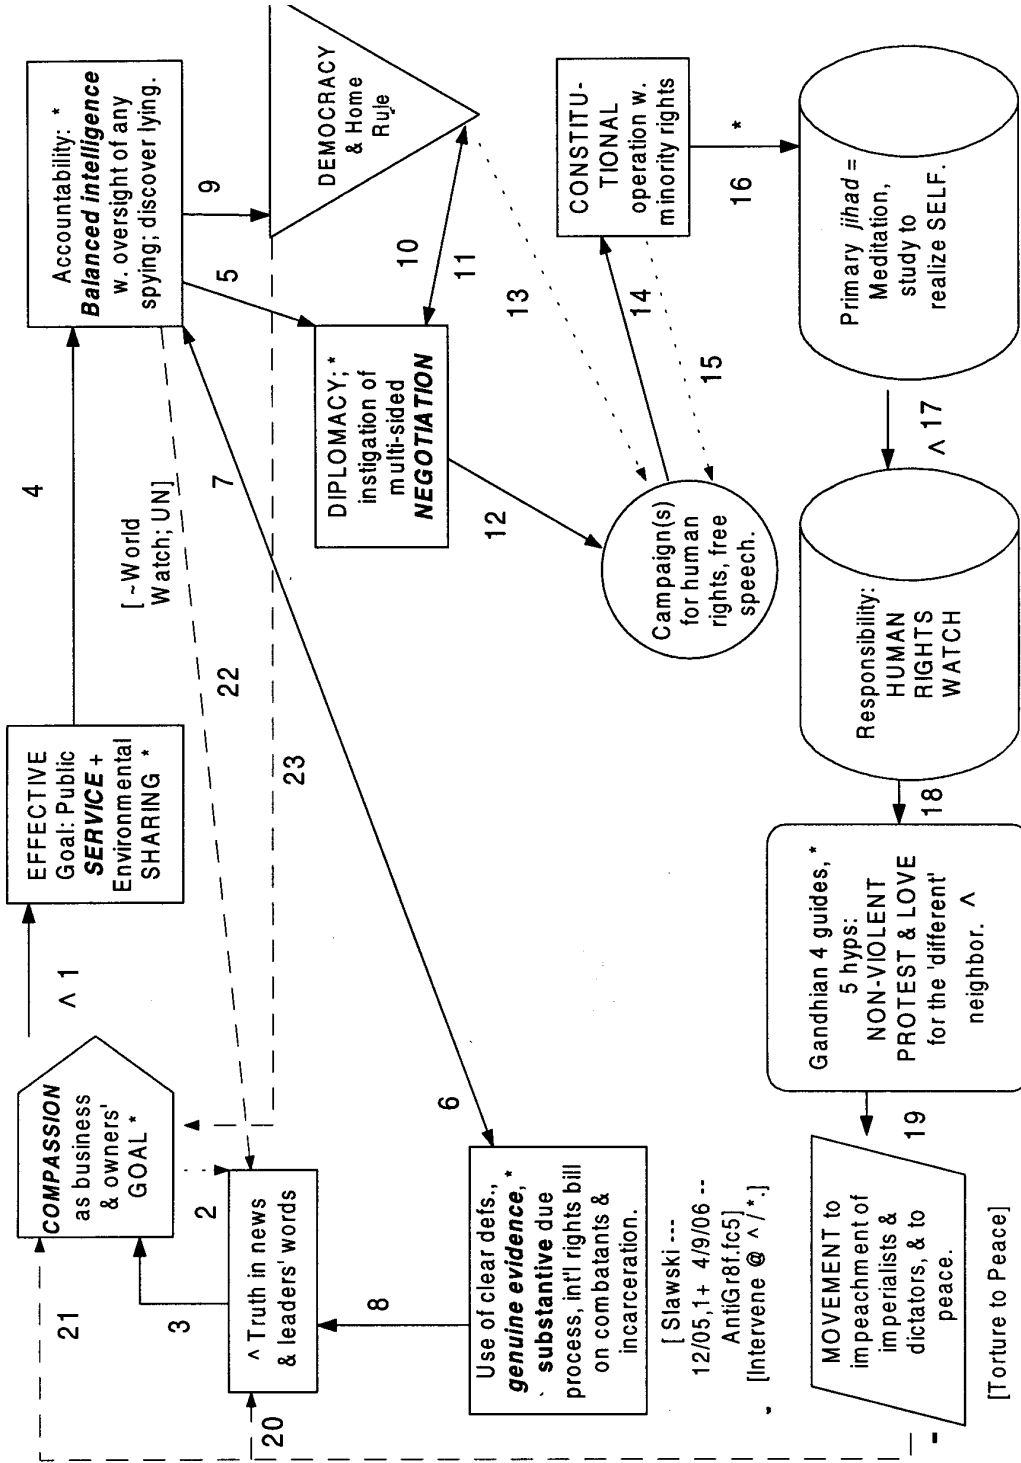 COMPASSION
as business
& owners'
GOAL *
^ 1
EFFECTIVE
Goal: Public
SERVICE +
Environmental
SHARING *
4
Accountability: *
Balanced intelligence
w. oversight of any
spying; discover lying.
21
3
2
^ Truth in news
& leaders' words
[ ~World
Watch; UN]
22
7
5
9
20
8
23
DIPLOMACY; *
instigation of
multi-sided
NEGOTIATION
10
11
DEMOCRACY
& Home
Rule
6
12
13
Use of clear defs.,
genuine evidence,*
substantive due
process, int'l rights bill
on combatants &
incarceration.
Campaign(s)
for human
rights, free
speech.
14
15
CONSTITU-
TIONAL
operation w.
minority rights
16
*
[ Slawski ---
12/05,1+ 4/9/06 --
AntiGr8f.fc5]
[Intervene @ ^ / *.]
MOVEMENT to
impeachment of
imperialists &
dictators, & to
peace.
19
Gandhian 4 guides, *
5 hyps:
NON-VIOLENT
PROTEST & LOVE
for the 'different'
neighbor. ^
18
Responsibility:
HUMAN
RIGHTS
WATCH
^ 17
Primary jihad =
Meditation,
study to
realize SELF.
[Torture to Peace]